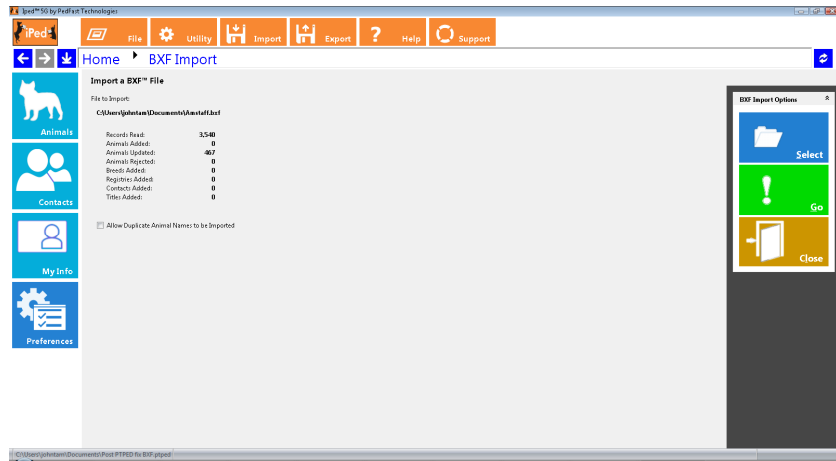 Iped™ 5G by PedFast Technologies
iPed
File
Utility
Import
Export
? Help
Support
Home BXF Import
Import a BXF™ File
File to Import:
C:\Users\johntam\Documents\Amstaff.bxf
Records Read: 3,540
Animals Added: 0
Animals Updated: 467
Animals Rejected: 0
Breeds Added: 0
Registries Added: 0
Contacts Added: 0
Titles Added: 0
Allow Duplicate Animal Names to be Imported
Animals
Contacts
My Info
Preferences
BXF Import Options
Select
Go
Close
C:\Users\johntam\Documents\Post PTPED fix BXF.ptped